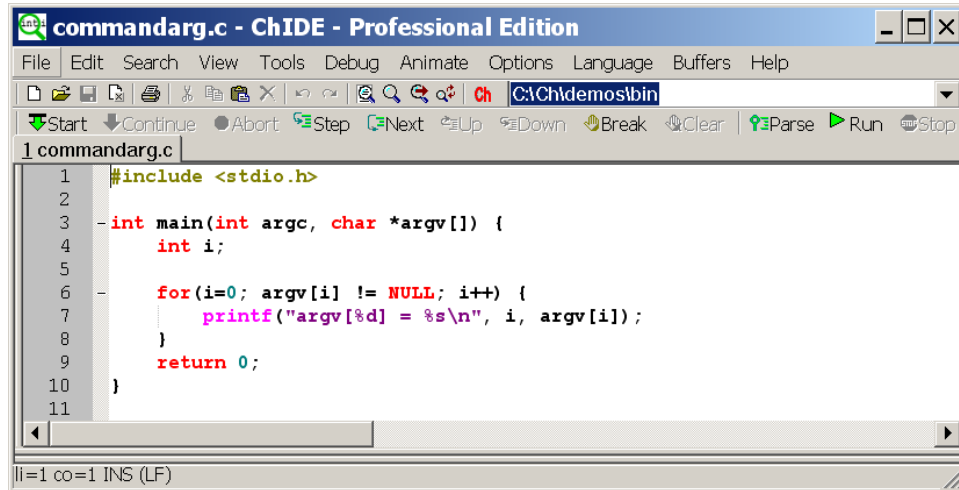 commandarg.c - ChIDE - Professional Edition
File Edit Search View Tools Debug Animate Options Language Buffers Help
Ch C:\Ch\demos\bin
Start Continue Abort Step Next Up Down Break Clear Parse Run Stop
1 commandarg.c
1 #include <stdio.h>
2
3 int main(int argc, char *argv[]) {
4     int i;
5
6     for(i=0; argv[i] != NULL; i++) {
7         printf("argv[%d] = %s\n", i, argv[i]);
8     }
9     return 0;
10 }
11
li=1 co=1 INS (LF)